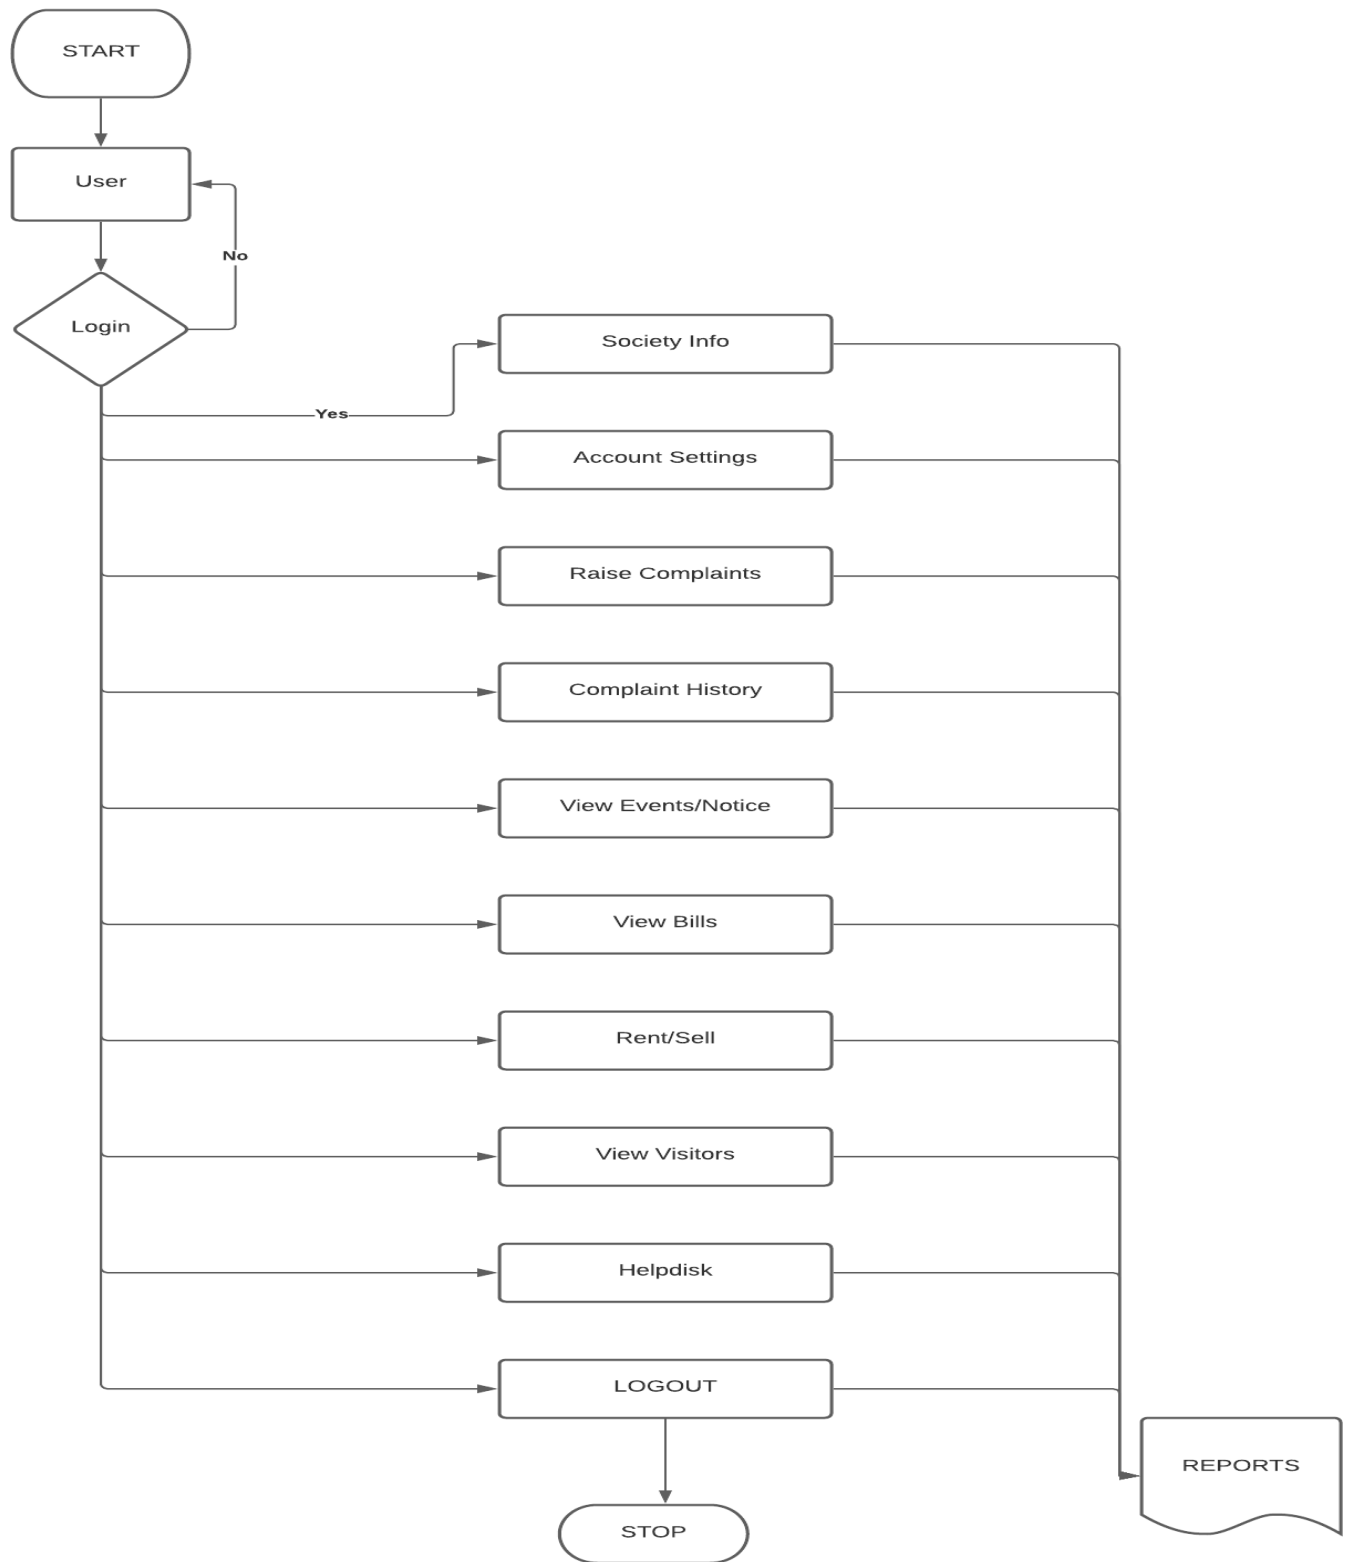 START
User
No
Login
Society Info
Yes
Account Settings
Raise Complaints
Complaint History
View Events/Notice
View Bills
Rent/Sell
View Visitors
Helpdisk
LOGOUT
REPORTS
STOP